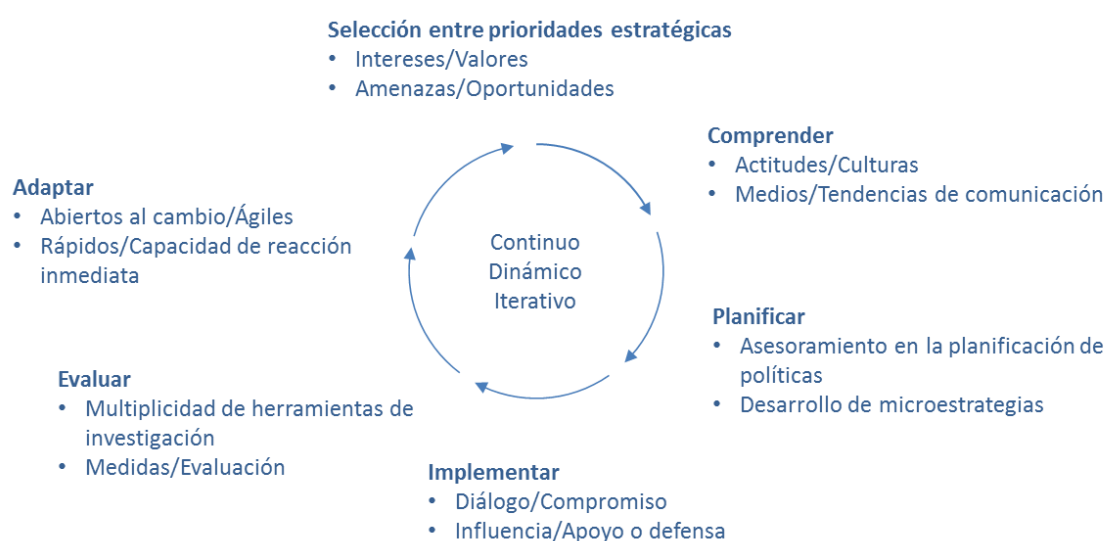 Selección entre prioridades estratégicas
• Intereses/Valores
• Amenazas/Oportunidades
Comprender
• Actitudes/Culturas
• Medios/Tendencias de comunicación
Planificar
• Asesoramiento en la planificación de
políticas
• Desarrollo de microestrategias
Implementar
• Diálogo/Compromiso
• Influencia/Apoyo o defensa
Evaluar
• Multiplicidad de herramientas de
investigación
• Medidas/Evaluación
Adaptar
• Abiertos al cambio/Ágiles
• Rápidos/Capacidad de reacción
inmediata
Continuo
Dinámico
Iterativo